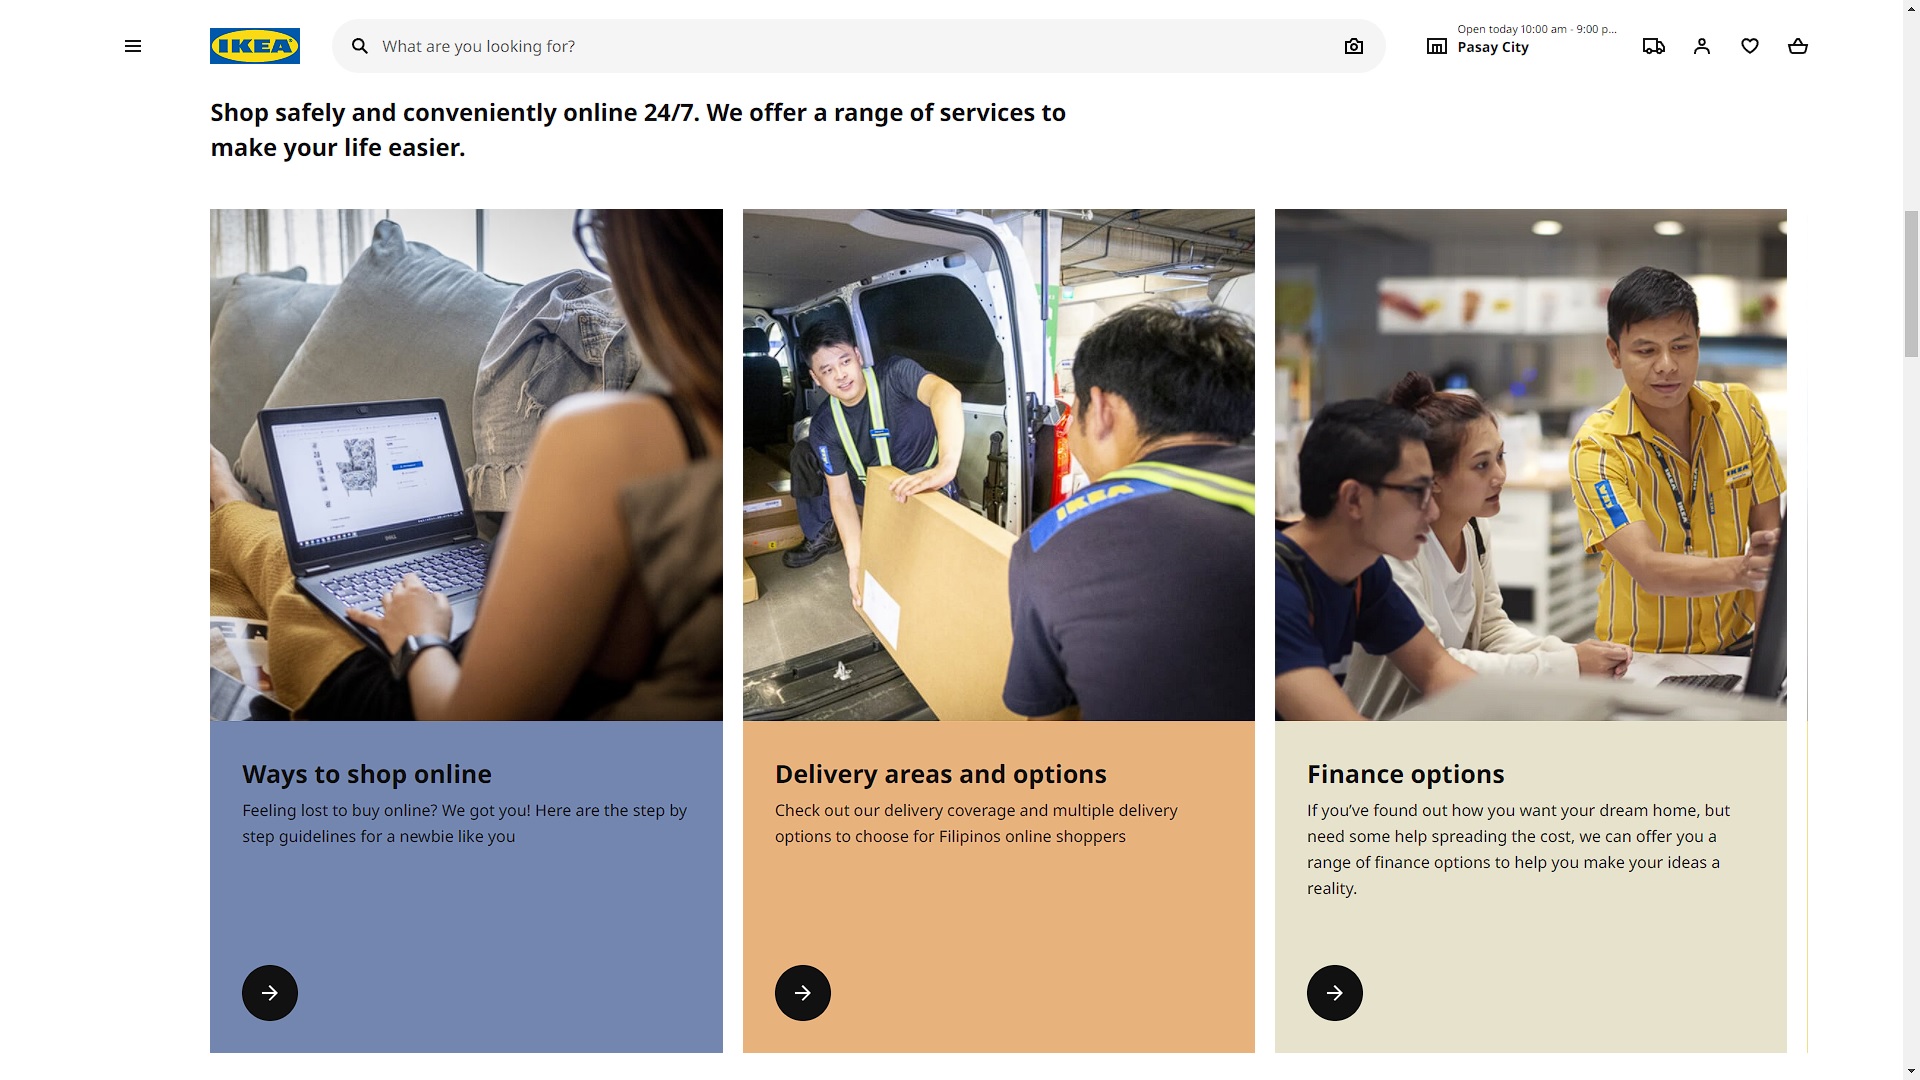 IKEA
What are you looking for?
Open today 10:00 am - 9:00 p...
Pasay City
Shop safely and conveniently online 24/7. We offer a range of services to
make your life easier.
DELL
IKEA
IKEA
VIS
Ways to shop online
Feeling lost to buy online? We got you! Here are the step by
step guidelines for a newbie like you
Delivery areas and options
Check out our delivery coverage and multiple delivery
options to choose for Filipinos online shoppers
Finance options
If you’ve found out how you want your dream home, but
need some help spreading the cost, we can offer you a
range of finance options to help you make your ideas a
reality.